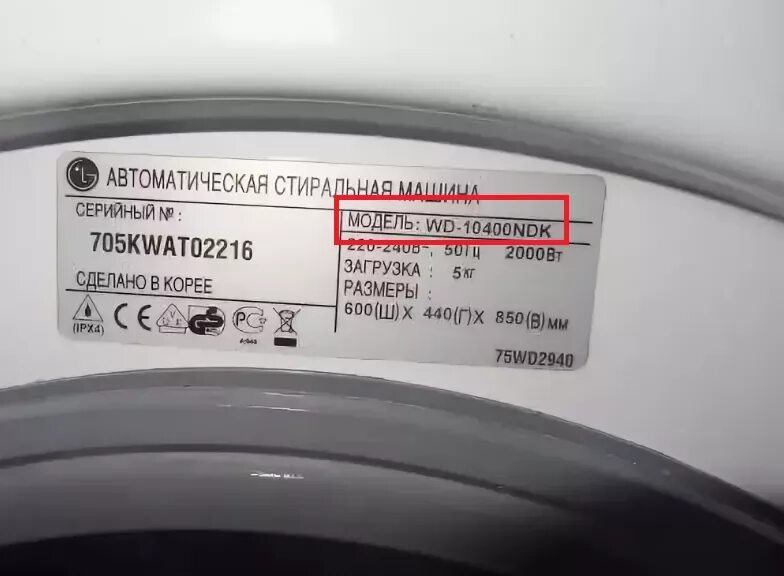 LG АВТОМАТИЧЕСКАЯ СТИРАЛЬНАЯ МАШИНА
СЕРИЙНЫЙ № :
705KWAT02216
СДЕЛАНО В КОРЕЕ
(IPX4)
CE
МОДЕЛЬ: WD-10400NDK
220-240В~, 50Гц 2000Вт
ЗАГРУЗКА : 5кг
РАЗМЕРЫ :
600(Ш)X 440(Г)X 850(В)мм
75WD2940